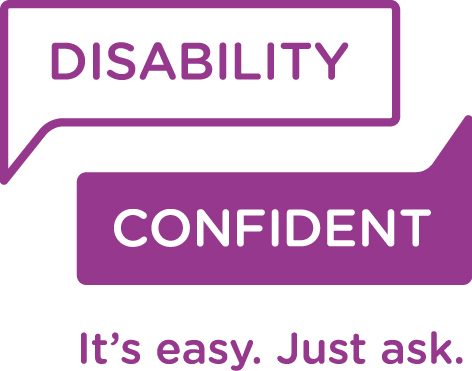 DISABILITY
CONFIDENT
It’s easy. Just ask.